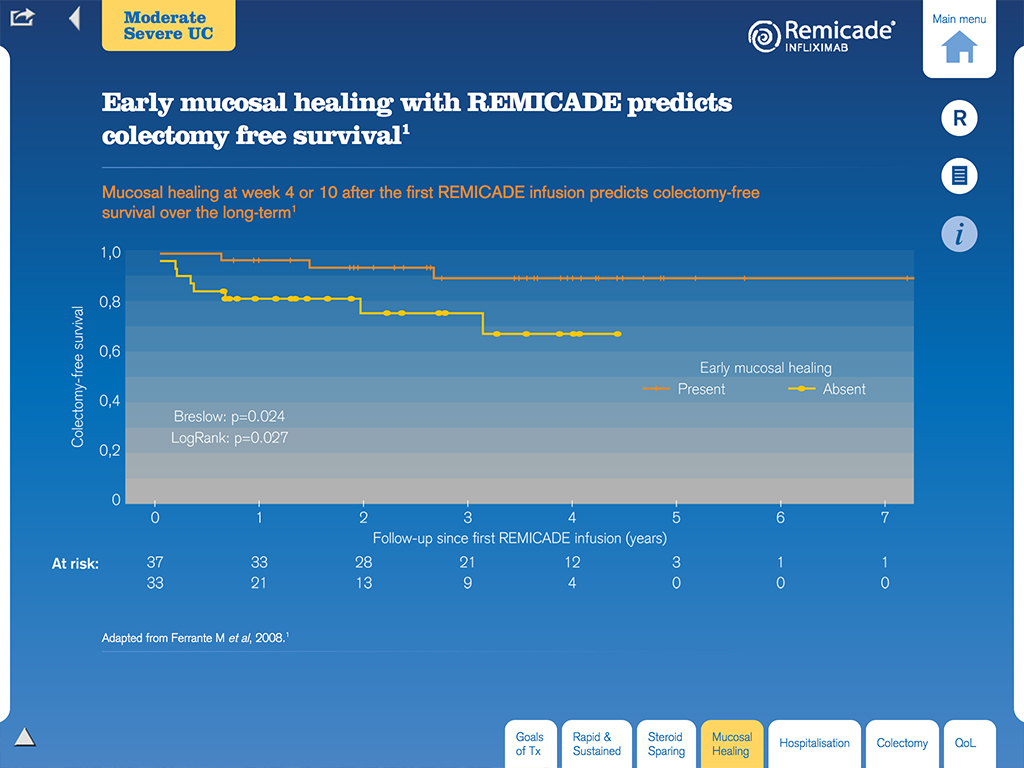 Moderate
Severe UC
Remicade®
INFLIXIMAB
Main menu
Early mucosal healing with REMICADE predicts
colectomy free survival¹
R
i
Mucosal healing at week 4 or 10 after the first REMICADE infusion predicts colectomy-free
survival over the long-term¹
Colectomy-free survival
1,0
0,8
0,6
0,4
0,2
0
Early mucosal healing
Present Absent
Breslow: p=0.024
LogRank: p=0.027
0 1 2 3 4 5 6 7
Follow-up since first REMICADE infusion (years)
At risk: 37 33 28 21 12 3 1 1
33 21 13 9 4 0 0 0
Adapted from Ferrante M et al, 2008.¹
Goals
of Tx
Rapid &
Sustained
Steroid
Sparing
Mucosal
Healing
Hospitalisation
Colectomy
QoL